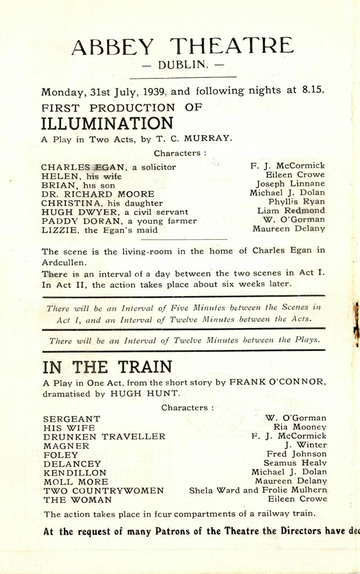 ABBEY THEATRE
— DUBLIN. —
Monday, 31st July, 1939, and following nights at 8.15.
FIRST PRODUCTION OF
ILLUMINATION
A Play in Two Acts, by T. C. MURRAY.
Characters :
CHARLES EGAN, a solicitor F. J. McCormick
HELEN, his wife Eileen Crowe
BRIAN, his son Joseph Linnane
DR. RICHARD MOORE Michael J. Dolan
CHRISTINA, his daughter Phyllis Ryan
HUGH DWYER, a civil servant Liam Redmond
PADDY DORAN, a young farmer W. O'Gorman
LIZZIE, the Egan's maid Maureen Delany
The scene is the living-room in the home of Charles Egan in
Ardcullen.
There is an interval of a day between the two scenes in Act I.
In Act II, the action takes place about six weeks later.
There will be an Interval of Five Minutes between the Scenes in
Act I, and an Interval of Twelve Minutes between the Acts.
There will be an Interval of Twelve Minutes between the Plays.
IN THE TRAIN
A Play in One Act, from the short story by FRANK O'CONNOR,
dramatised by HUGH HUNT.
Characters :
SERGEANT W. O'Gorman
HIS WIFE Ria Mooney
DRUNKEN TRAVELLER F. J. McCormick
MAGNER J. Winter
FOLEY Fred Johnson
DELANCEY Seamus Healy
KENDILLON Michael J. Dolan
MOLL MORE Maureen Delany
TWO COUNTRYWOMEN Shela Ward and Frolie Mulhern
THE WOMAN Eileen Crowe
The action takes place in four compartments of a railway train.
At the request of many Patrons of the Theatre the Directors have dec